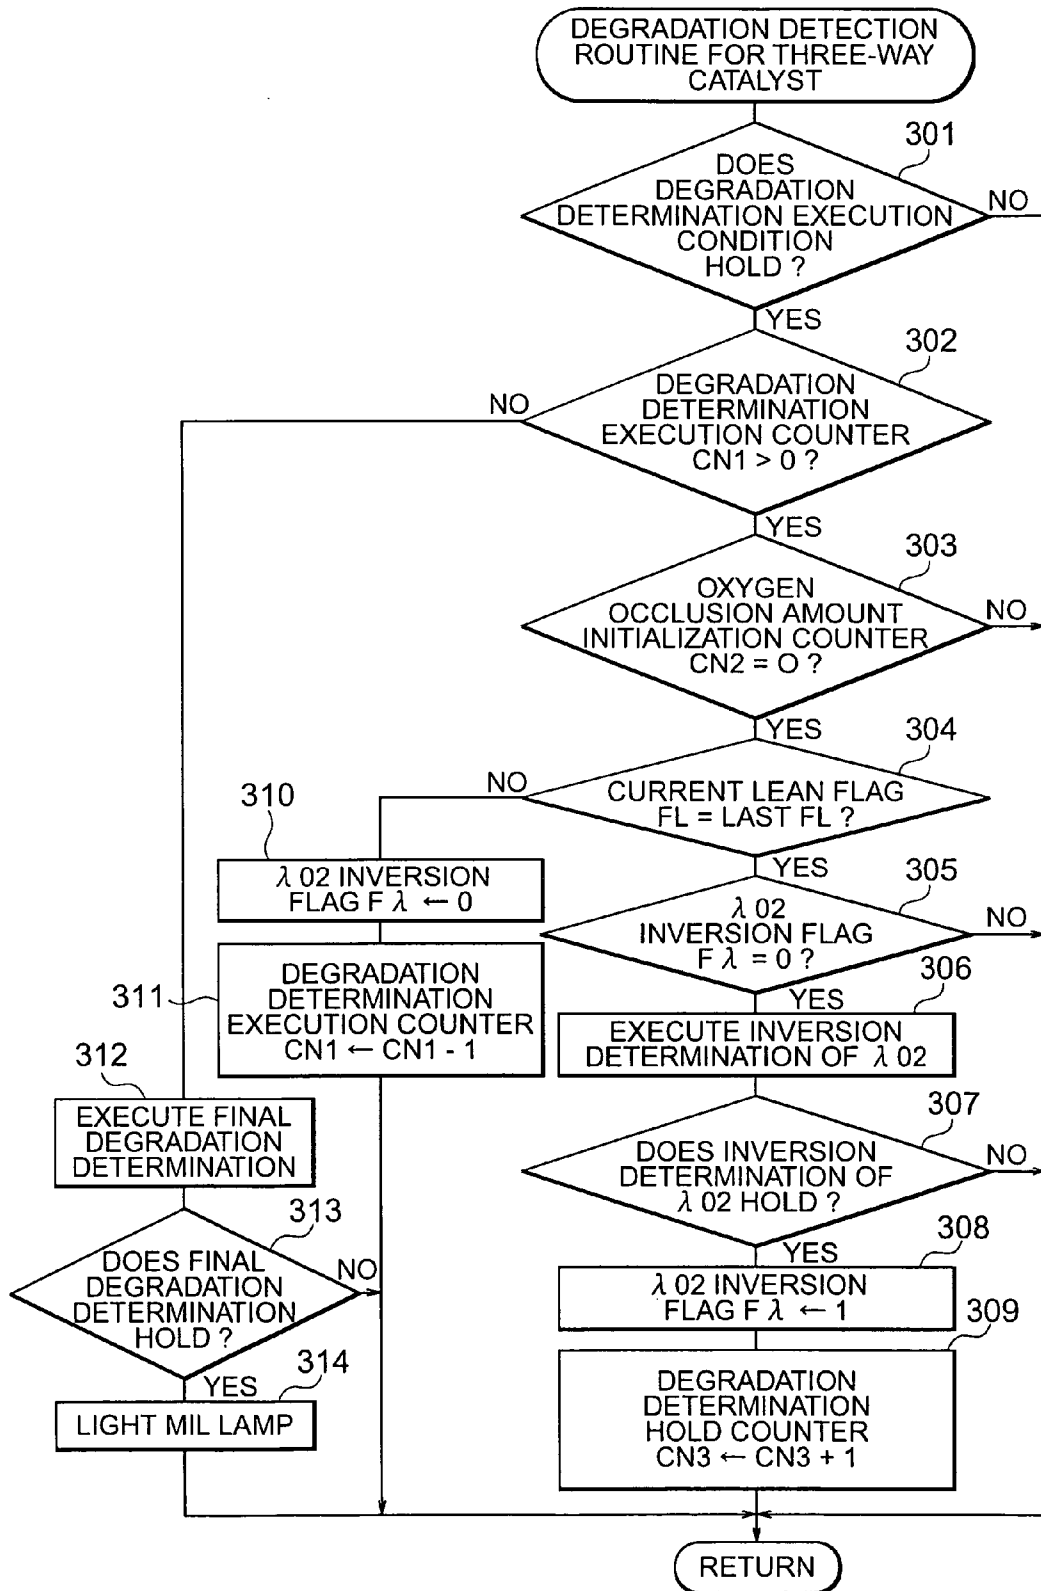 DEGRADATION DETECTION
ROUTINE FOR THREE-WAY
CATALYST
301
DOES
DEGRADATION
DETERMINATION EXECUTION
CONDITION
HOLD ?
NO
YES
302
DEGRADATION
DETERMINATION
EXECUTION COUNTER
CN1 > 0 ?
NO
YES
303
OXYGEN
OCCLUSION AMOUNT
INITIALIZATION COUNTER
CN2 = O ?
NO
YES
304
CURRENT LEAN FLAG
FL = LAST FL ?
NO
YES
310
λ 02 INVERSION
FLAG F λ ← 0
305
λ 02
INVERSION FLAG
F λ = 0 ?
NO
YES
311
DEGRADATION
DETERMINATION
EXECUTION COUNTER
CN1 ← CN1 - 1
306
EXECUTE INVERSION
DETERMINATION OF λ 02
312
EXECUTE FINAL
DEGRADATION
DETERMINATION
307
DOES INVERSION
DETERMINATION OF
λ 02 HOLD ?
NO
YES
313
DOES FINAL
DEGRADATION
DETERMINATION
HOLD ?
NO
YES
308
λ 02 INVERSION
FLAG F λ ← 1
314
LIGHT MIL LAMP
309
DEGRADATION
DETERMINATION
HOLD COUNTER
CN3 ← CN3 + 1
RETURN